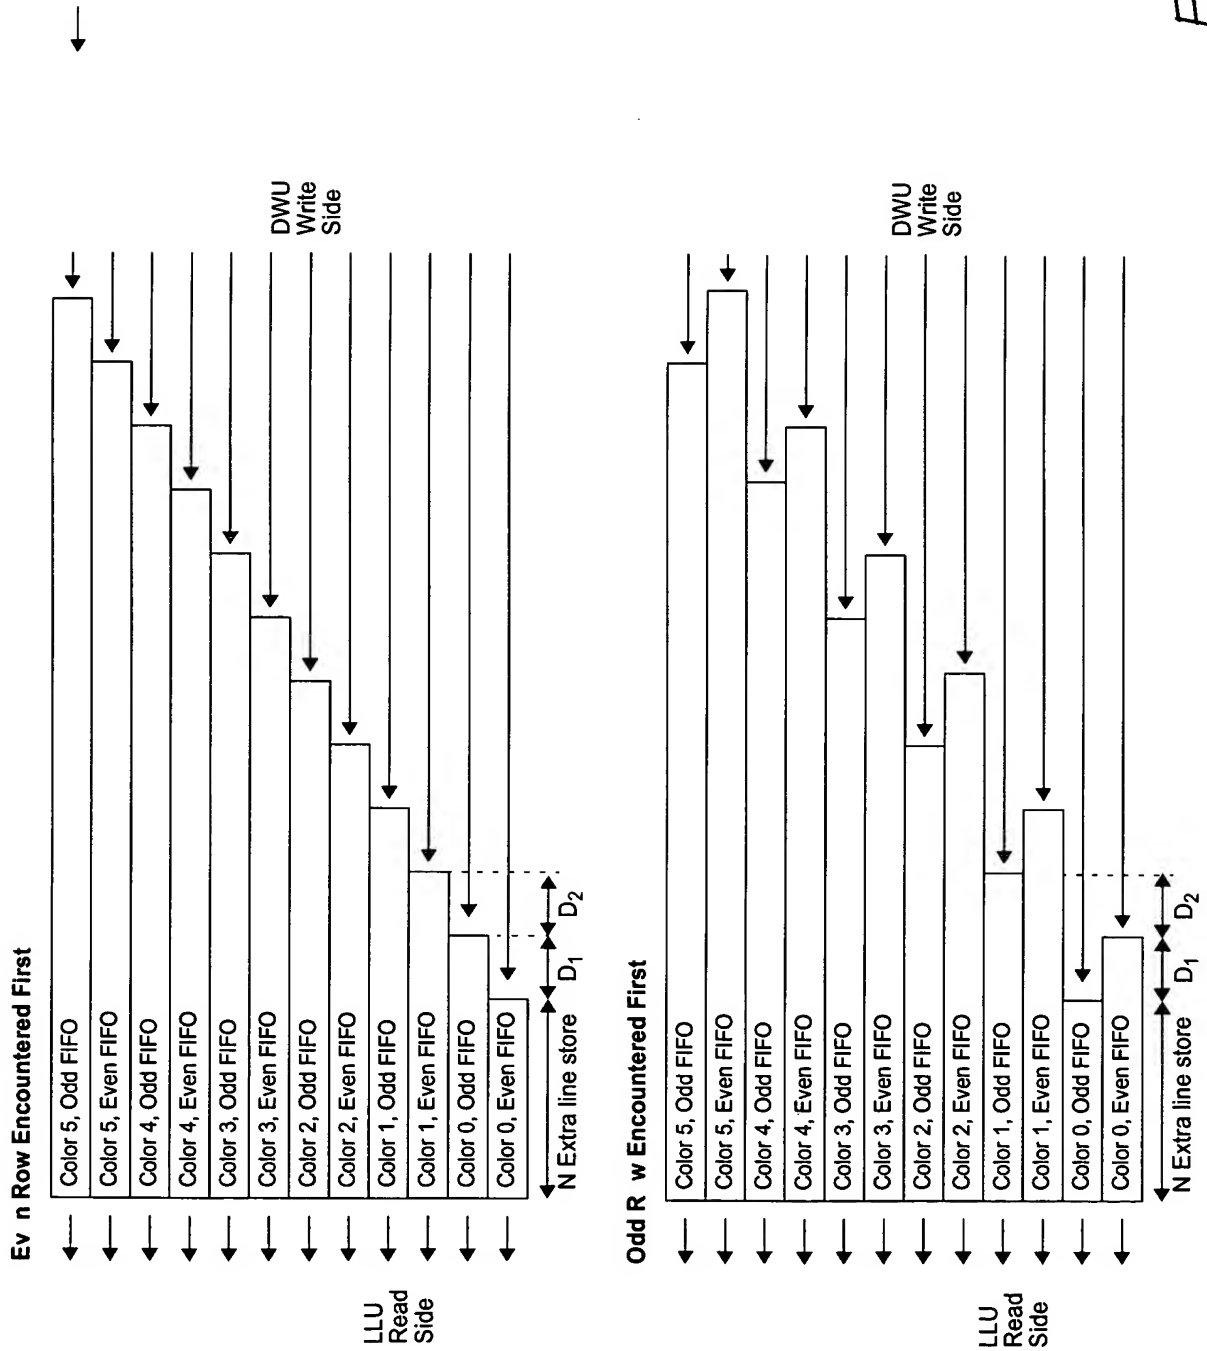 Ev n Row Encountered First
Color 5, Odd FIFO
Color 5, Even FIFO
Color 4, Odd FIFO
Color 4, Even FIFO
Color 3, Odd FIFO
Color 3, Even FIFO
Color 2, Odd FIFO
Color 2, Even FIFO
Color 1, Odd FIFO
Color 1, Even FIFO
Color 0, Odd FIFO
Color 0, Even FIFO
N Extra line store
D1
D2
LLU
Read
Side
DWU
Write
Side
Odd R w Encountered First
Color 5, Odd FIFO
Color 5, Even FIFO
Color 4, Odd FIFO
Color 4, Even FIFO
Color 3, Odd FIFO
Color 3, Even FIFO
Color 2, Odd FIFO
Color 2, Even FIFO
Color 1, Odd FIFO
Color 1, Even FIFO
Color 0, Odd FIFO
Color 0, Even FIFO
N Extra line store
D1
D2
LLU
Read
Side
DWU
Write
Side